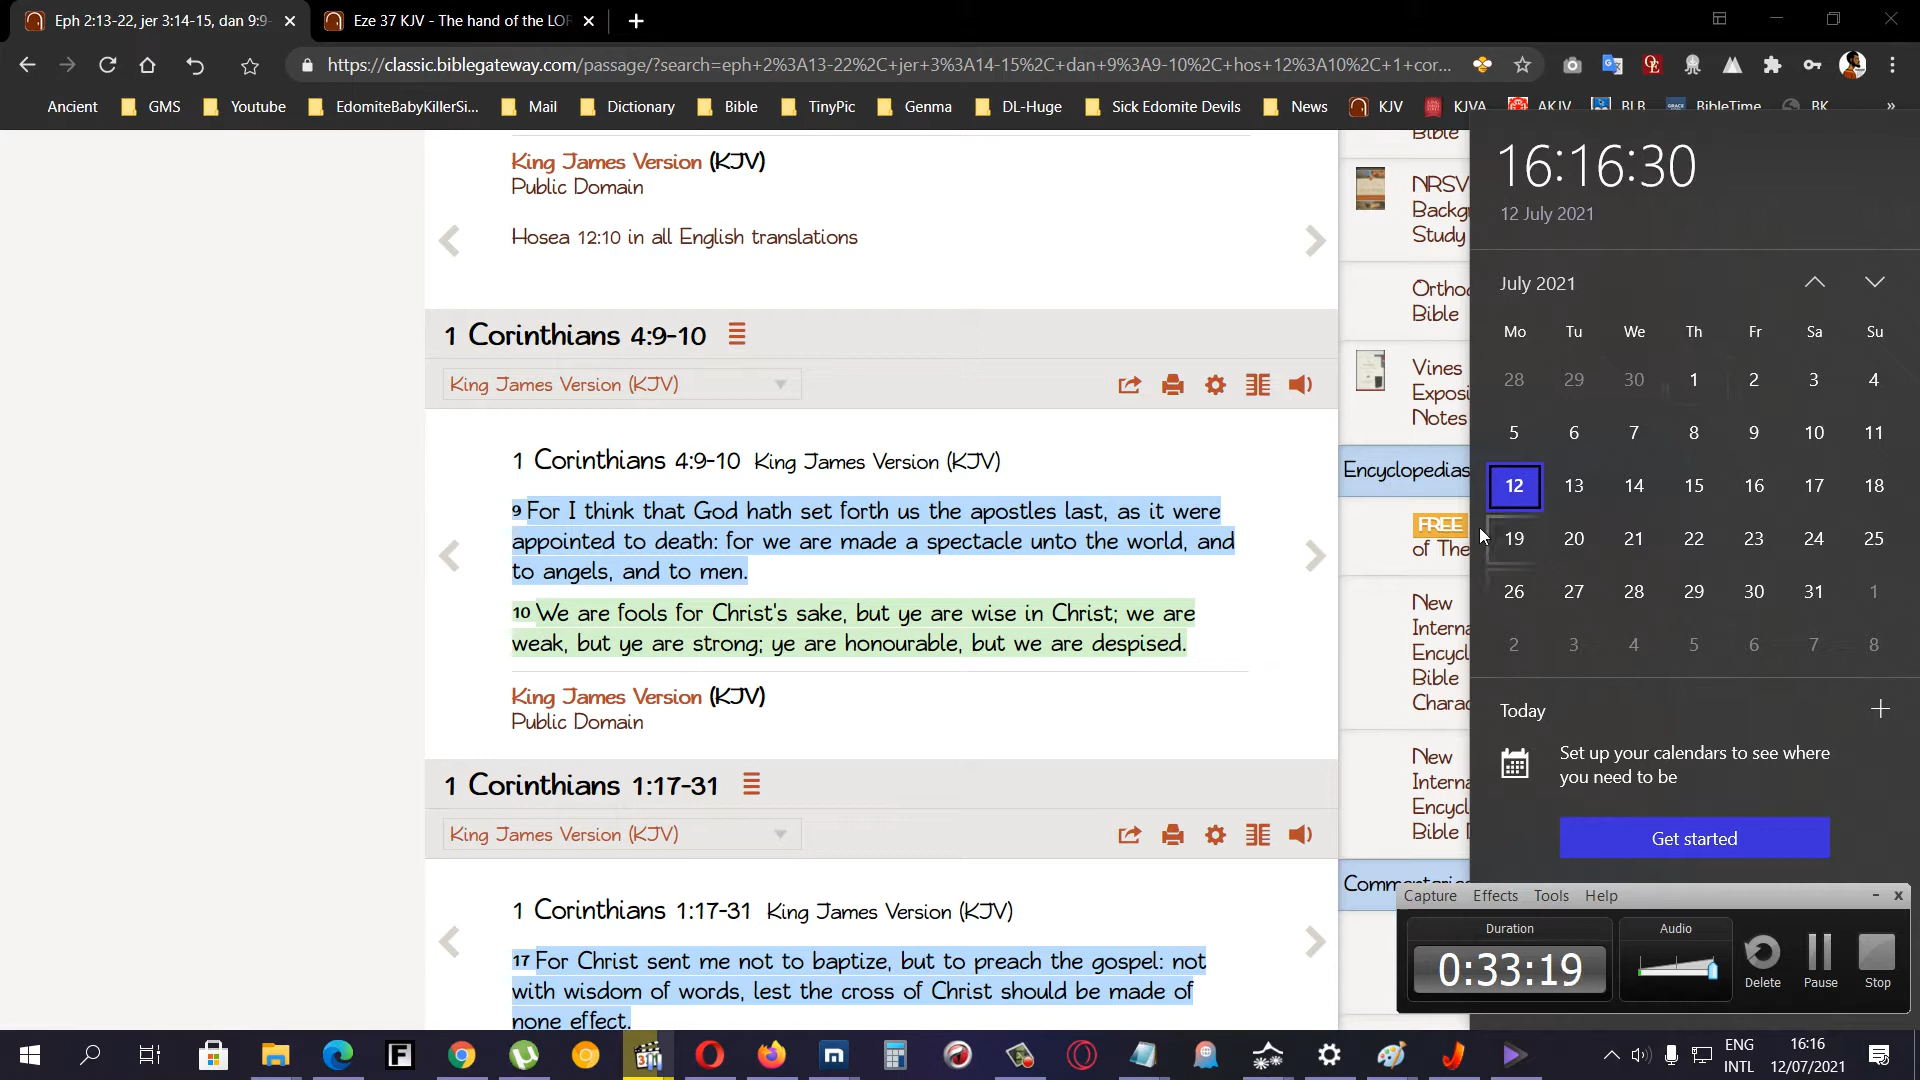 Eph 2:13-22, jer 3:14-15, dan 9:9-
Eze 37 KJV - The hand of the LOR
https://classic.biblegateway.com/passage/?search=eph+2%3A13-22%2C+jer+3%3A14-15%2C+dan+9%3A9-10%2C+hos+12%3A10%2C+1+cor...
Ancient GMS Youtube EdomiteBabyKillerSi... Mail Dictionary Bible TinyPic Genma DL-Huge Sick Edomite Devils News KJV KJVA AKJV BLB BibleTime BK »
King James Version (KJV)
Public Domain
Hosea 12:10 in all English translations
1 Corinthians 4:9-10
King James Version (KJV)
1 Corinthians 4:9-10 King James Version (KJV)
9 For I think that God hath set forth us the apostles last, as it were
appointed to death: for we are made a spectacle unto the world, and
to angels, and to men.
10 We are fools for Christ's sake, but ye are wise in Christ; we are
weak, but ye are strong; ye are honourable, but we are despised.
King James Version (KJV)
Public Domain
1 Corinthians 1:17-31
King James Version (KJV)
1 Corinthians 1:17-31 King James Version (KJV)
17 For Christ sent me not to baptize, but to preach the gospel: not
with wisdom of words, lest the cross of Christ should be made of
none effect.
Bible
NRSV
Backg
Study
Ortho
Bible
Vines
Exposi
Notes
Encyclopedias
FREE
of The
New
Interna
Encycl
Bible
Charac
New
Interna
Encycl
Bible
Commentaries
16:16:30
12 July 2021
July 2021
Mo Tu We Th Fr Sa Su
28 29 30 1 2 3 4
5 6 7 8 9 10 11
12 13 14 15 16 17 18
19 20 21 22 23 24 25
26 27 28 29 30 31 1
2 3 4 5 6 7 8
Today
Set up your calendars to see where
you need to be
Get started
Capture Effects Tools Help
Duration
0:33:19
Audio
Delete Pause Stop
ENG
INTL
16:16
12/07/2021